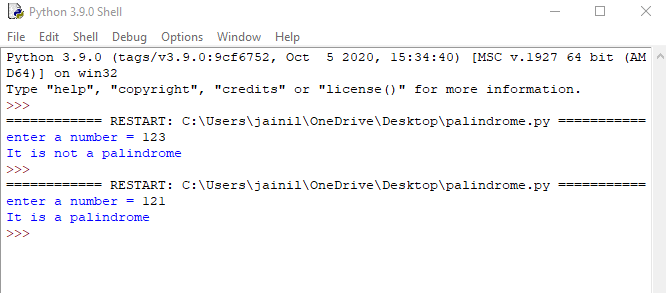 Python 3.9.0 Shell
File Edit Shell Debug Options Window Help
Python 3.9.0 (tags/v3.9.0:9cf6752, Oct  5 2020, 15:34:40) [MSC v.1927 64 bit (AM
D64)] on win32
Type "help", "copyright", "credits" or "license()" for more information.
>>>
============ RESTART: C:\Users\jainil\OneDrive\Desktop\palindrome.py ===========
enter a number = 123
It is not a palindrome
>>>
============ RESTART: C:\Users\jainil\OneDrive\Desktop\palindrome.py ===========
enter a number = 121
It is a palindrome
>>>